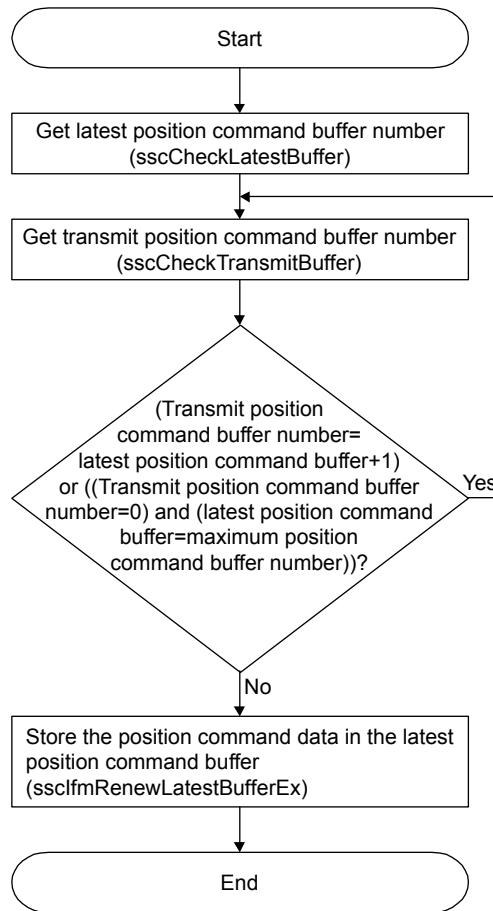 Start
Get latest position command buffer number
(sscCheckLatestBuffer)
Get transmit position command buffer number
(sscCheckTransmitBuffer)
(Transmit position
command buffer number=
latest position command buffer+1)
or ((Transmit position command buffer
number=0) and (latest position command
buffer=maximum position
command buffer number))?
Yes
No
Store the position command data in the latest
position command buffer
(sscIfmRenewLatestBufferEx)
End